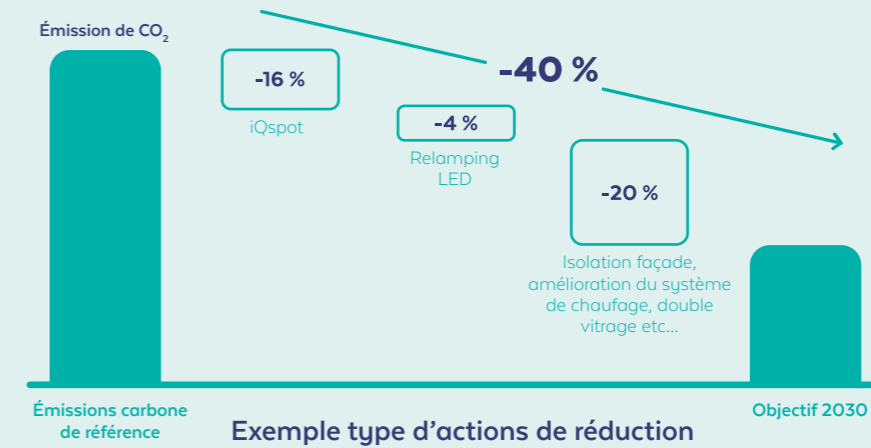 Émission de CO₂
-16 %
iQspot
-40 %
-4 %
Relamping
LED
-20 %
Isolation façade,
amélioration du système
de chaufage, double
vitrage etc...
Émissions carbone
de référence
Objectif 2030
Exemple type d’actions de réduction